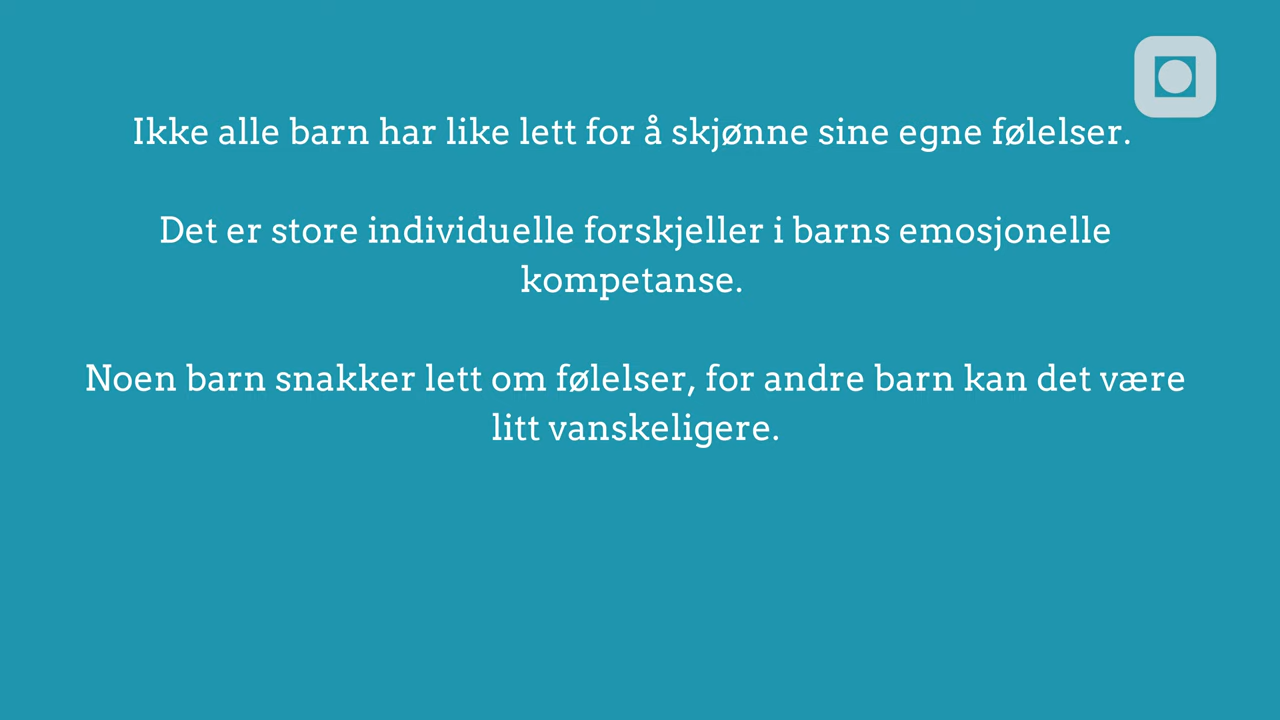 Ikke alle barn har like lett for å skjønne sine egne følelser.
Det er store individuelle forskjeller i barns emosjonelle
kompetanse.
Noen barn snakker lett om følelser, for andre barn kan det være
litt vanskeligere.